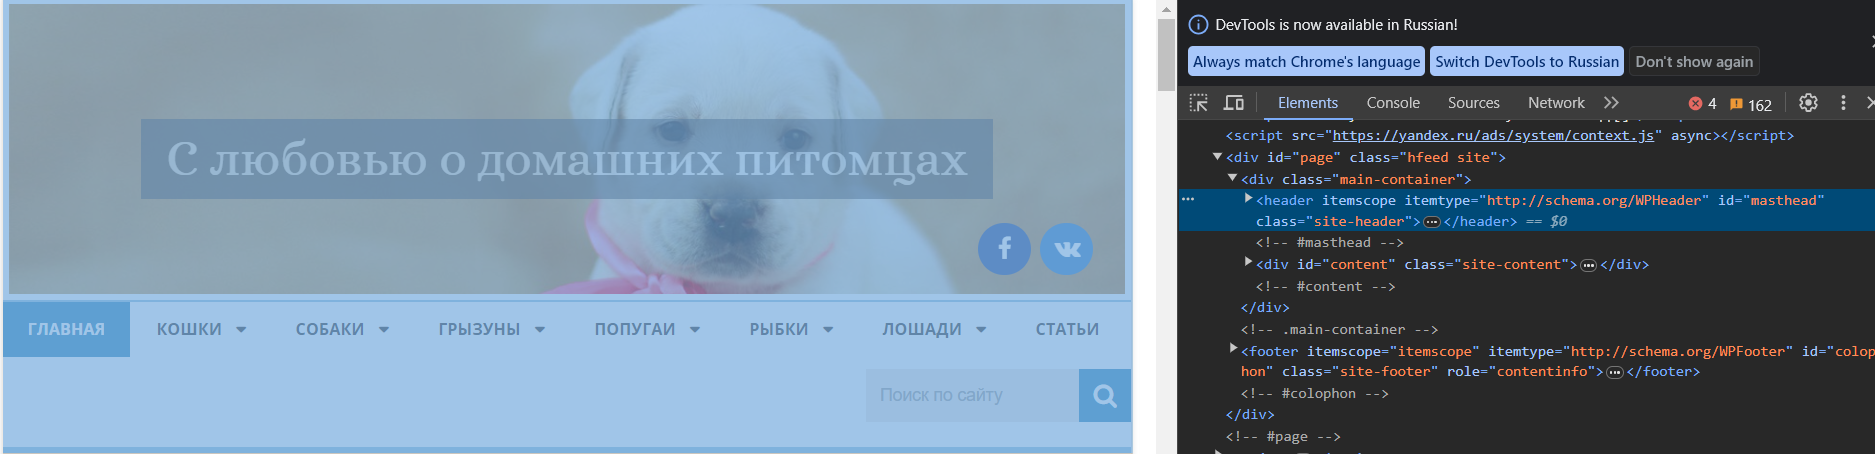 С любовью о домашних питомцах
ГЛАВНАЯ КОШКИ СОБАКИ ГРЫЗУНЫ ПОПУГАИ РЫБКИ ЛОШАДИ СТАТЬИ
Поиск по сайту
DevTools is now available in Russian!
Always match Chrome's language Switch DevTools to Russian Don't show again
Elements Console Sources Network 4 162
<script src="https://yandex.ru/ads/system/context.js" async></script>
<div id="page" class="hfeed site">
<div class="main-container">
<header itemscope itemtype="http://schema.org/WPHeader" id="masthead"
class="site-header">…</header> == $0
<!-- #masthead -->
<div id="content" class="site-content">…</div>
<!-- #content -->
</div>
<!-- .main-container -->
<footer itemscope="itemscope" itemtype="http://schema.org/WPFooter" id="colop
hon" class="site-footer" role="contentinfo">…</footer>
<!-- #colophon -->
</div>
<!-- #page -->